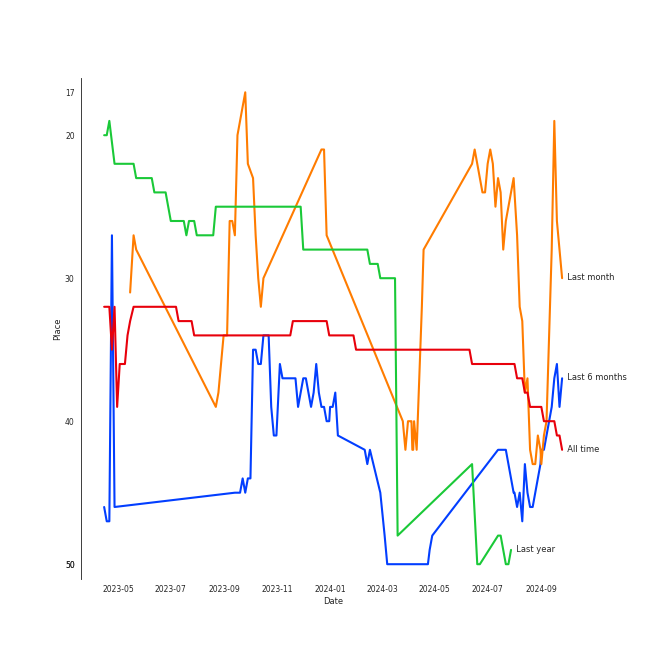 17
20
30
40
50
Place
2023-05
2023-07
2023-09
2023-11
2024-01
2024-03
2024-05
2024-07
2024-09
Date
Last month
Last 6 months
All time
Last year